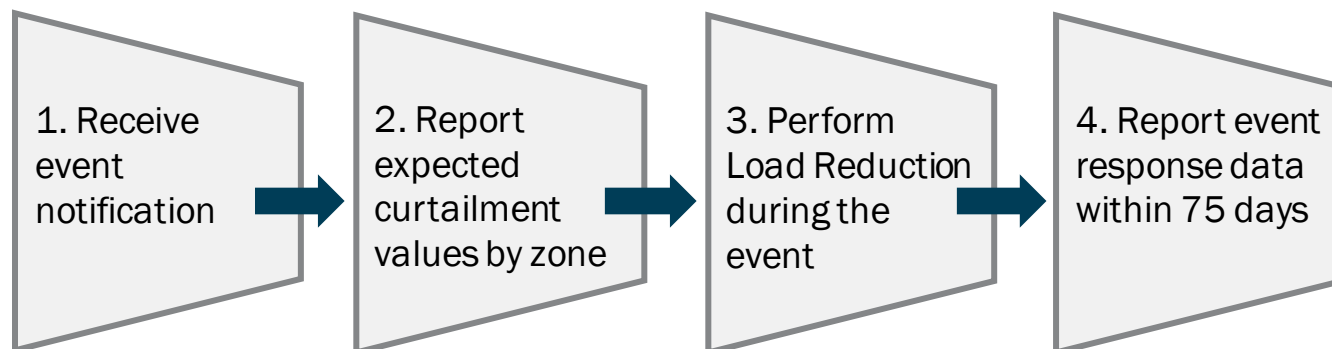 1. Receive
event
notification
2. Report
expected
curtailment
values by zone
3. Perform
Load Reduction
during the
event
4. Report event
response data
within 75 days